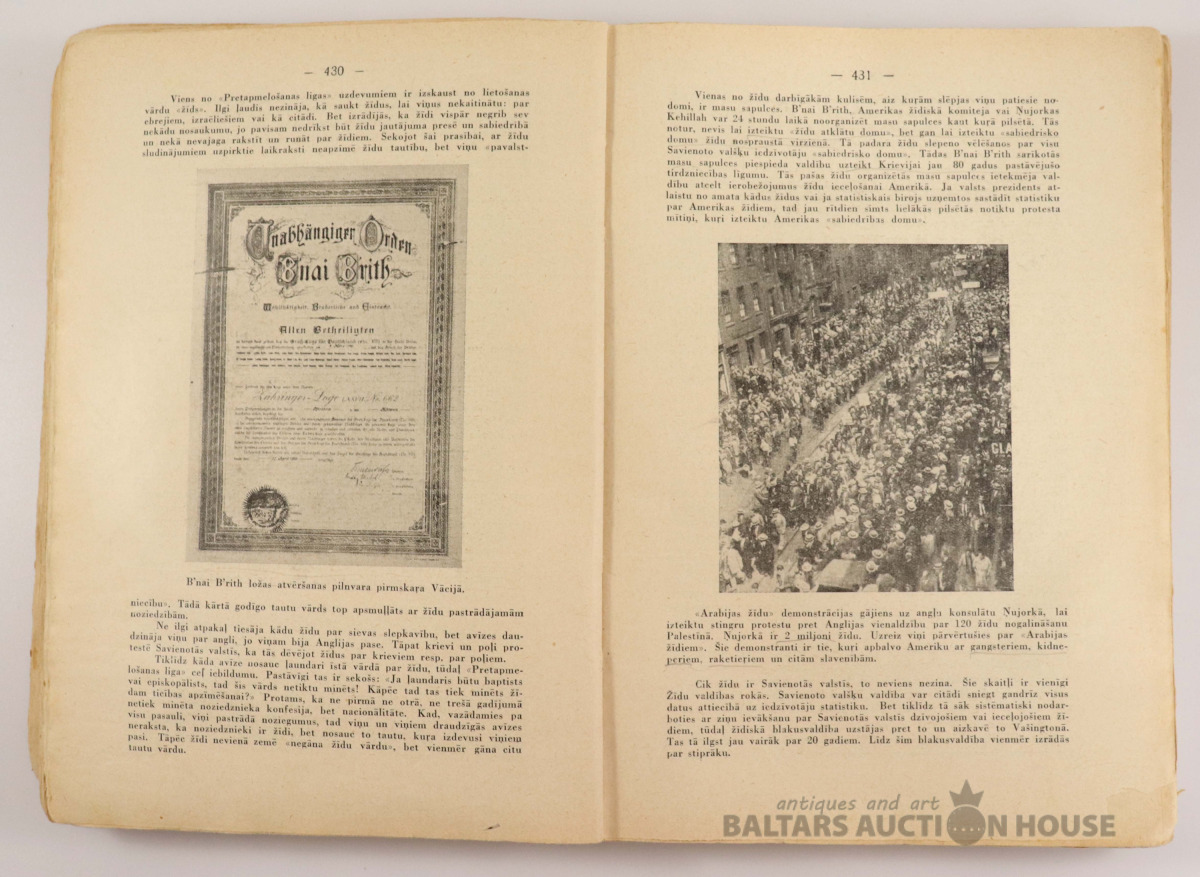 — 430 —
Viens no «Pretapmeļošanas līgas» uzdevumiem ir izskaust no lietošanas
vārdu «žīds». Ilgi ļaudis nezināja, kā saukt žīdus, lai viņus nekaitinātu: par
ebrejiem, izraēliešiem vai kā citādi. Bet izrādījās, ka žīdi vispār negrib sev
nekādu nosaukumu, jo pavisam nedrīkst būt žīdu jautājuma presē un sabiedrībā
un nekā nevajaga rakstīt un runāt par žīdiem. Sekojot šai prasībai, ar žīdu
sludinājumiem uzpirktie laikraksti neapzīmē žīdu tautību, bet viņu «pavalst-
Unabhängiger Orden
Bnai Brith
Wohlthätigkeit, Bruderliebe und Eintracht
Allen Betheiligten
B'nai B'rith ložas atvēršanas pilnvara pirmskaŗa Vācijā.
niecību». Tādā kārtā godīgo tautu vārds top apsmulļāts ar žīdu pastrādājamām
noziedzībām.
Ne ilgi atpakaļ tiesāja kādu žīdu par sievas slepkavību, bet avīzes dau-
dzināja viņu par angli, jo viņam bija Anglijas pase. Tāpat krievi un poļi pro-
testē Savienotās valstīs, ka tās dēvējot žīdus par krieviem resp. par poļiem.
Tiklīdz kāda avīze nosauc ļaundari īstā vārdā par žīdu, tūdaļ «Pretapme-
ļošanas līga» ceļ iebildumu. Pastāvīgi tas ir sekošs: «Ja ļaundaris būtu baptists
vai episkopālists, tad šis vārds netiktu minēts! Kāpēc tad tas tiek minēts žī-
dam ticības apzīmēšanai?» Protams, ka ne pirmā ne otrā, ne trešā gadījumā
netiek minēta noziedznieka konfesija, bet nacionālitāte. Kad, vazādamies pa
visu pasauli, viņi pastrādā noziegumus, tad viņu un viņiem draudzīgās avīzes
neraksta, ka noziednieki ir žīdi, bet nosauc to tautu, kuŗa izdevusi viņiem
pasi. Tāpēc žīdi nevienā zemē «negāna žīdu vārdu», bet vienmēr gāna citu
tautu vārdu.
— 431 —
Vienas no žīdu darbīgākām kulisēm, aiz kuŗām slēpjas viņu patiesie no-
domi, ir masu sapulces. B'nai B'rith, Amerikas žīdiskā komiteja vai Ņujorkas
Kehillah var 24 stundu laikā noorganizēt masu sapulces kaut kuŗā pilsētā. Tās
notur, nevis lai izteiktu «žīdu atklātu domu», bet gan lai izteiktu «sabiedrisko
domu» žīdu nospraustā virzienā. Tā padara žīdu slepeno vēlēšanos par visu
Savienoto valšķu iedzīvotāju «sabiedrisko domu». Tādas B'nai B'rith sarīkotās
masu sapulces piespieda valdību uzteikt Krievijai jau 80 gadus pastāvējušo
tirdzniecības līgumu. Tās pašas žīdu organizētās masu sapulces ietekmēja val-
dību atcelt ierobežojumus žīdu ieceļošanai Amerikā. Ja valsts prezidents at-
laistu no amata kādus žīdus vai ja statistiskais birojs uzņemtos sastādīt statistiku
par Amerikas žīdiem, tad jau rītdien simts lielākās pilsētās notiktu protesta
mītiņi, kuŗi izteiktu Amerikas «sabiedrības domu».
GLA
«Arabijas žīdu» demonstrācijas gājiens uz angļu konsulātu Ņujorkā, lai
izteiktu stingru protestu pret Anglijas vienaldzību par 120 žīdu nogalināšanu
Palestīnā. Ņujorkā ir 2 miljoni žīdu. Uzreiz viņi pārvērtušies par «Arabijas
žīdiem». Šie demonstranti ir tie, kuŗi apbalvo Ameriku ar gangsteriem, kidne-
periem, raketieriem un citām slavenībām.
Cik žīdu ir Savienotās valstīs, to neviens nezina. Šie skaitļi ir vienīgi
Žīdu valdības rokās. Savienoto valšķu valdība var citādi sniegt gandrīz visus
datus attiecībā uz iedzīvotāju statistiku. Bet tiklīdz tā sāk sistēmatiski nodar-
boties ar ziņu ievākšanu par Savienotās valstīs dzīvojošiem vai ieceļojošiem žī-
diem, tūdaļ žīdiskā blakusvaldība uzstājas pret to un aizkavē to Vašingtonā.
Tas tā ilgst jau vairāk par 20 gadiem. Līdz šim blakusvaldība vienmēr izrādās
par stiprāku.
antiques and art
BALTARS AUCTION HOUSE